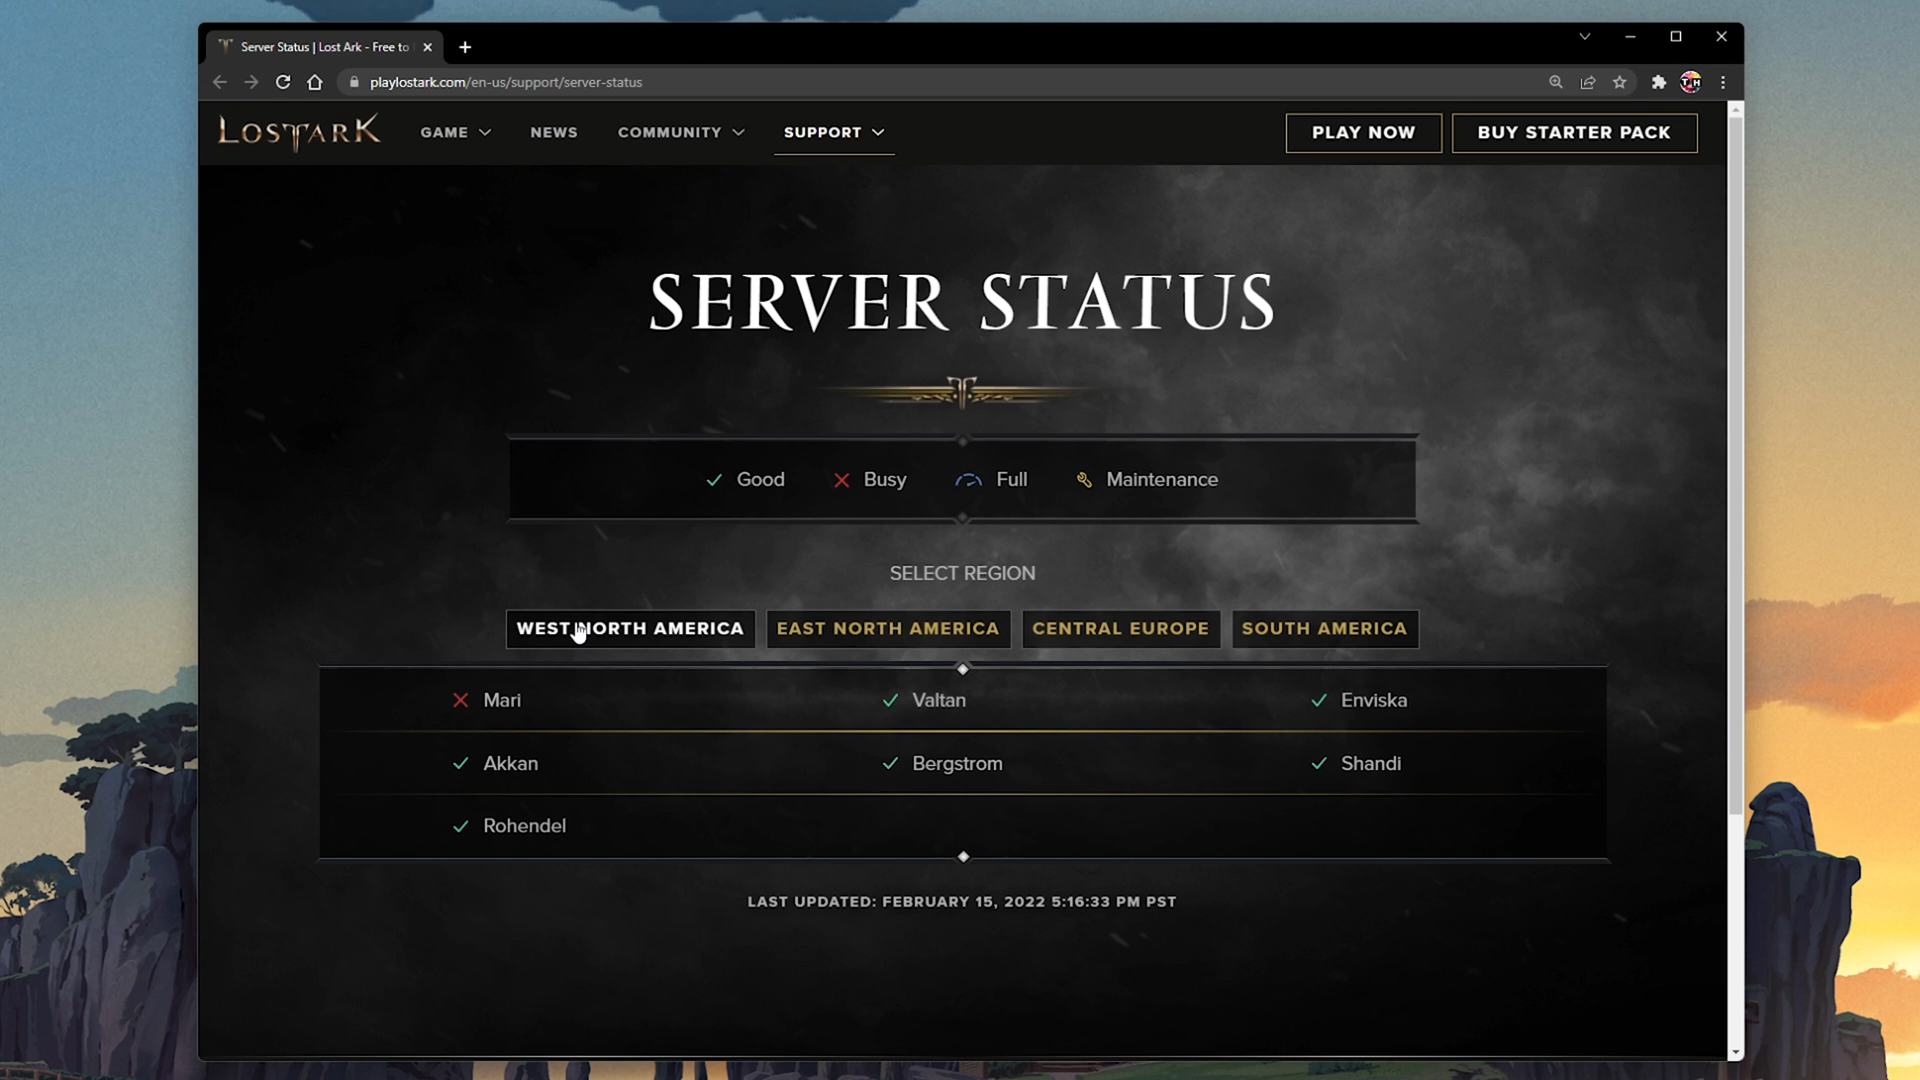 Server Status | Lost Ark - Free to
playlostark.com/en-us/support/server-status
LOST ARK
GAME
NEWS
COMMUNITY
SUPPORT
PLAY NOW
BUY STARTER PACK
SERVER STATUS
Good
Busy
Full
Maintenance
SELECT REGION
WEST NORTH AMERICA
EAST NORTH AMERICA
CENTRAL EUROPE
SOUTH AMERICA
Mari
Valtan
Enviska
Akkan
Bergstrom
Shandi
Rohendel
LAST UPDATED: FEBRUARY 15, 2022 5:16:33 PM PST